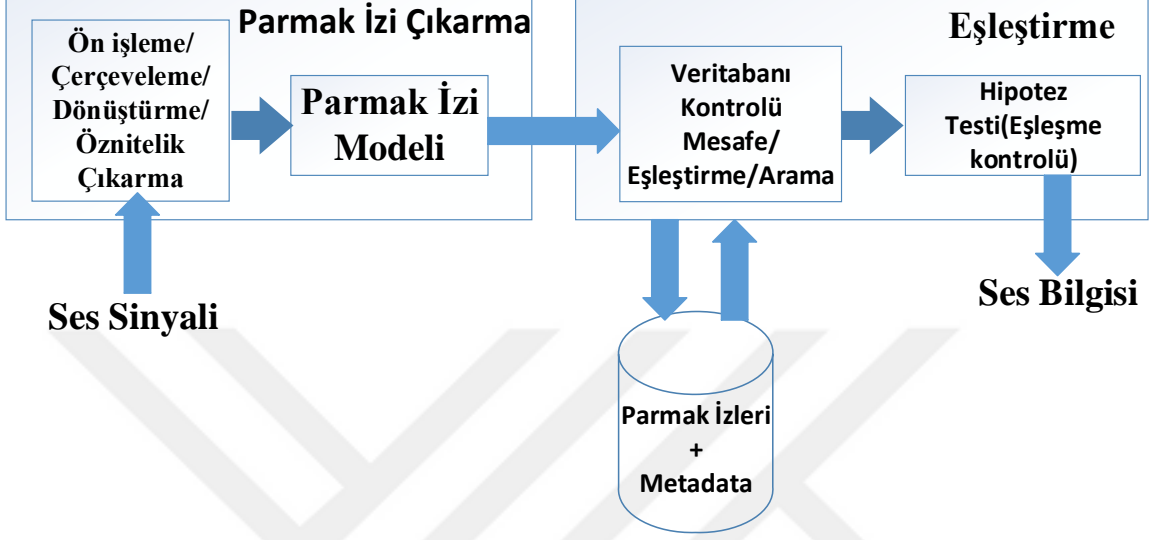 Parmak İzi Çıkarma
Ön işleme/
Çerçeveleme/
Dönüştürme/
Öznitelik
Çıkarma
Parmak İzi
Modeli
Ses Sinyali
Eşleştirme
Veritabanı
Kontrolü
Mesafe/
Eşleştirme/Arama
Hipotez
Testi(Eşleşme
kontrolü)
Ses Bilgisi
Parmak İzleri
+
Metadata